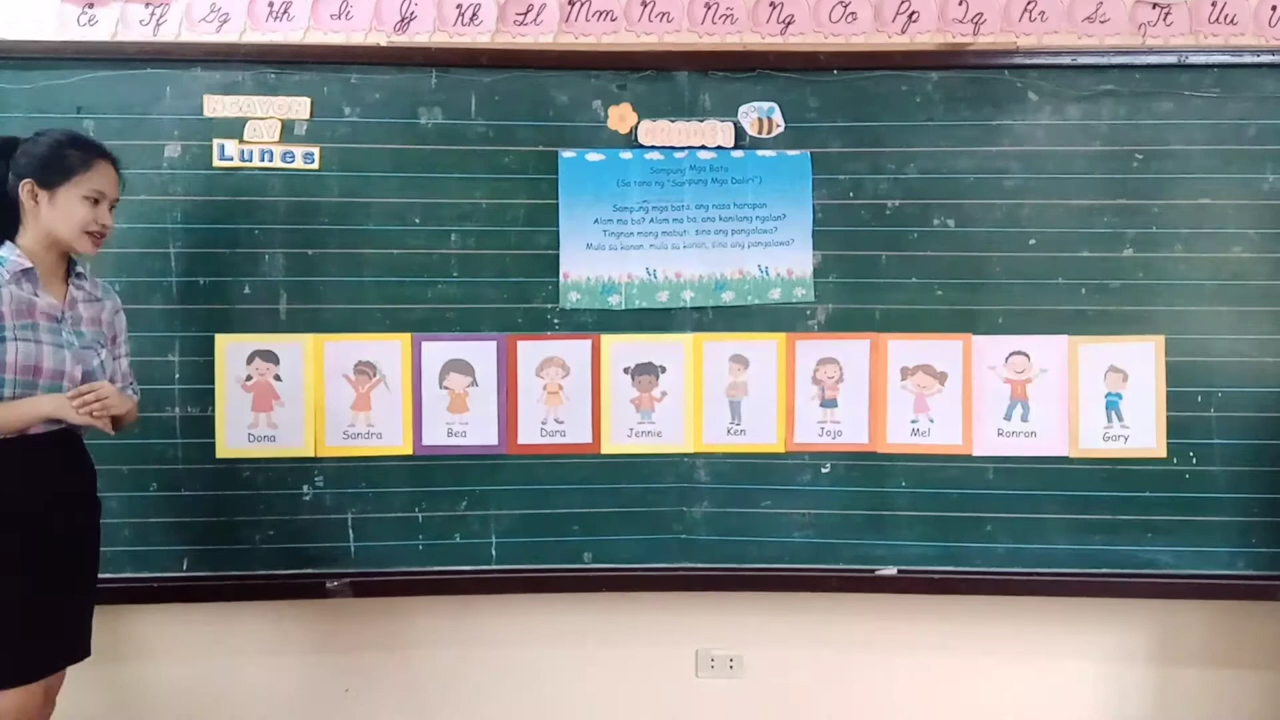 Ee Ff Gg Hh Ii Jj Kk Ll Mm Nn Ññ Ng Oo Pp Qq Rr Ss Tt Uu
NGAYON
AY
Lunes
GRADE 1
Sampung Mga Bata
(Sa tono ng "Sampung Mga Daliri")
Sampung mga bata, ang nasa harapan
Alam mo ba? Alam mo ba, ano kanilang ngalan?
Tingnan mong mabuti, sino ang pangalawa?
Mula sa kanan, mula sa kanan, sino ang pangalawa?
Dona
Sandra
Bea
Dara
Jennie
Ken
Jojo
Mel
Ronron
Gary